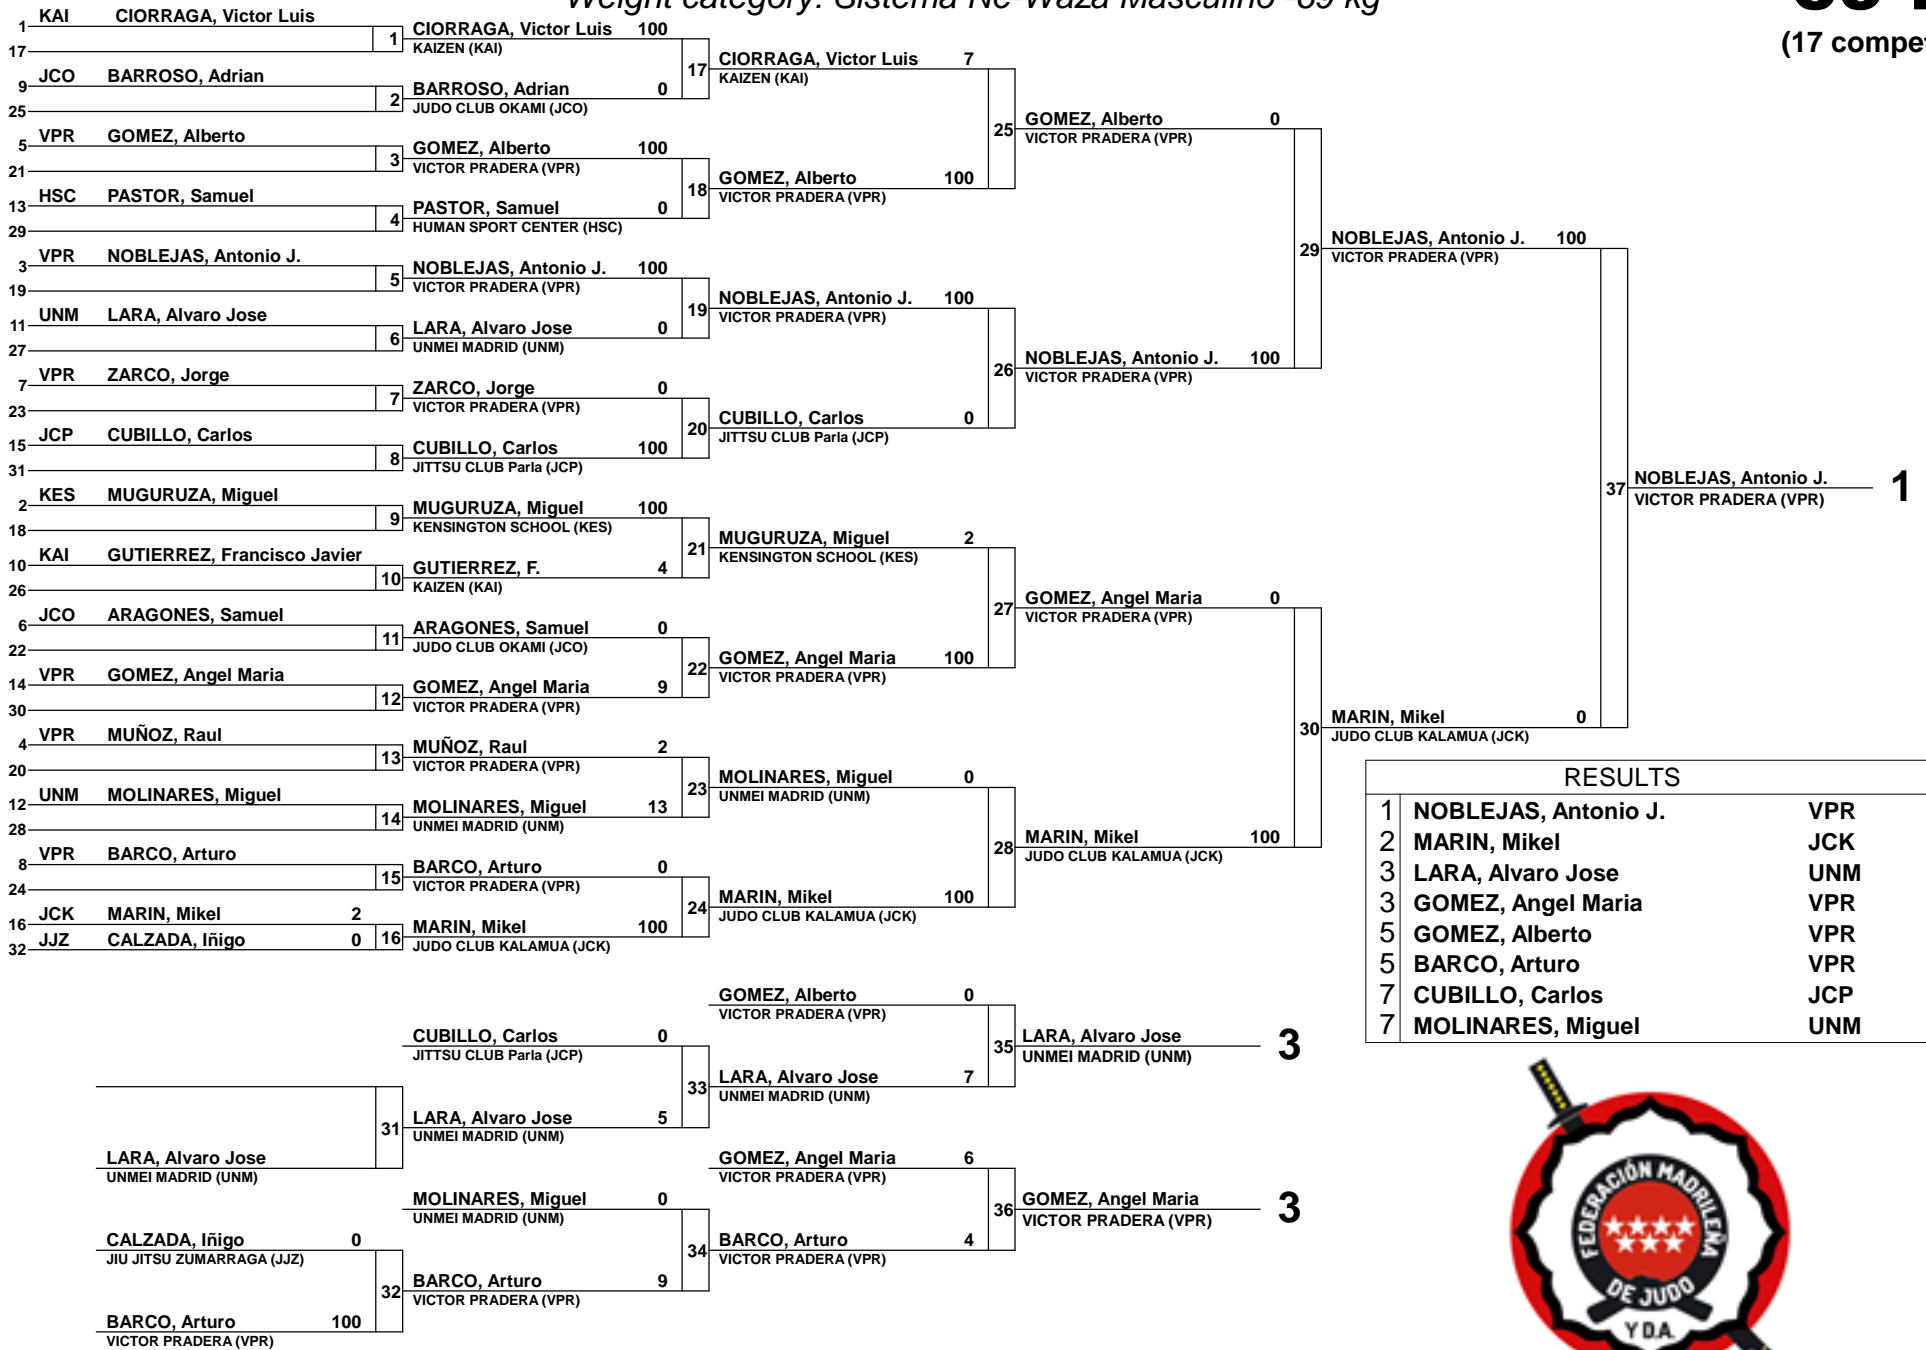 Weight category: Sistema Ne-Waza Masculino -69 kg
(17 compet
1 KAI CIORRAGA, Victor Luis
17
1 CIORRAGA, Victor Luis 100
KAIZEN (KAI)
9 JCO BARROSO, Adrian
25
2 BARROSO, Adrian 0
JUDO CLUB OKAMI (JCO)
5 VPR GOMEZ, Alberto
21
3 GOMEZ, Alberto 100
VICTOR PRADERA (VPR)
13 HSC PASTOR, Samuel
29
4 PASTOR, Samuel 0
HUMAN SPORT CENTER (HSC)
3 VPR NOBLEJAS, Antonio J.
19
5 NOBLEJAS, Antonio J. 100
VICTOR PRADERA (VPR)
11 UNM LARA, Alvaro Jose
27
6 LARA, Alvaro Jose 0
UNMEI MADRID (UNM)
7 VPR ZARCO, Jorge
23
7 ZARCO, Jorge 0
VICTOR PRADERA (VPR)
15 JCP CUBILLO, Carlos
31
8 CUBILLO, Carlos 100
JITTSU CLUB Parla (JCP)
2 KES MUGURUZA, Miguel
18
9 MUGURUZA, Miguel 100
KENSINGTON SCHOOL (KES)
10 KAI GUTIERREZ, Francisco Javier
26
10 GUTIERREZ, F. 4
KAIZEN (KAI)
6 JCO ARAGONES, Samuel
22
11 ARAGONES, Samuel 0
JUDO CLUB OKAMI (JCO)
14 VPR GOMEZ, Angel Maria
30
12 GOMEZ, Angel Maria 9
VICTOR PRADERA (VPR)
4 VPR MUÑOZ, Raul
20
13 MUÑOZ, Raul 2
VICTOR PRADERA (VPR)
12 UNM MOLINARES, Miguel
28
14 MOLINARES, Miguel 13
UNMEI MADRID (UNM)
8 VPR BARCO, Arturo
24
15 BARCO, Arturo 0
VICTOR PRADERA (VPR)
16 JCK MARIN, Mikel 2
32 JJZ CALZADA, Iñigo 0
16 MARIN, Mikel 100
JUDO CLUB KALAMUA (JCK)
17 CIORRAGA, Victor Luis 7
KAIZEN (KAI)
18 GOMEZ, Alberto 100
VICTOR PRADERA (VPR)
19 NOBLEJAS, Antonio J. 100
VICTOR PRADERA (VPR)
20 CUBILLO, Carlos 0
JITTSU CLUB Parla (JCP)
21 MUGURUZA, Miguel 2
KENSINGTON SCHOOL (KES)
22 GOMEZ, Angel Maria 100
VICTOR PRADERA (VPR)
23 MOLINARES, Miguel 0
UNMEI MADRID (UNM)
24 MARIN, Mikel 100
JUDO CLUB KALAMUA (JCK)
25 GOMEZ, Alberto 0
VICTOR PRADERA (VPR)
26 NOBLEJAS, Antonio J. 100
VICTOR PRADERA (VPR)
27 GOMEZ, Angel Maria 0
VICTOR PRADERA (VPR)
28 MARIN, Mikel 100
JUDO CLUB KALAMUA (JCK)
29 NOBLEJAS, Antonio J. 100
VICTOR PRADERA (VPR)
30 MARIN, Mikel 0
JUDO CLUB KALAMUA (JCK)
37 NOBLEJAS, Antonio J. 1
VICTOR PRADERA (VPR)
RESULTS
1 NOBLEJAS, Antonio J. VPR
2 MARIN, Mikel JCK
3 LARA, Alvaro Jose UNM
3 GOMEZ, Angel Maria VPR
5 GOMEZ, Alberto VPR
5 BARCO, Arturo VPR
7 CUBILLO, Carlos JCP
7 MOLINARES, Miguel UNM
LARA, Alvaro Jose
UNMEI MADRID (UNM)
CALZADA, Iñigo 0
JIU JITSU ZUMARRAGA (JJZ)
BARCO, Arturo 100
VICTOR PRADERA (VPR)
CUBILLO, Carlos 0
JITTSU CLUB Parla (JCP)
31 LARA, Alvaro Jose 5
UNMEI MADRID (UNM)
MOLINARES, Miguel 0
UNMEI MADRID (UNM)
32 BARCO, Arturo 9
VICTOR PRADERA (VPR)
GOMEZ, Alberto 0
VICTOR PRADERA (VPR)
33 LARA, Alvaro Jose 7
UNMEI MADRID (UNM)
GOMEZ, Angel Maria 6
VICTOR PRADERA (VPR)
34 BARCO, Arturo 4
VICTOR PRADERA (VPR)
35 LARA, Alvaro Jose 3
UNMEI MADRID (UNM)
36 GOMEZ, Angel Maria 3
VICTOR PRADERA (VPR)
FEDERACIÓN MADRILEÑA
DE JUDO
Y D.A.